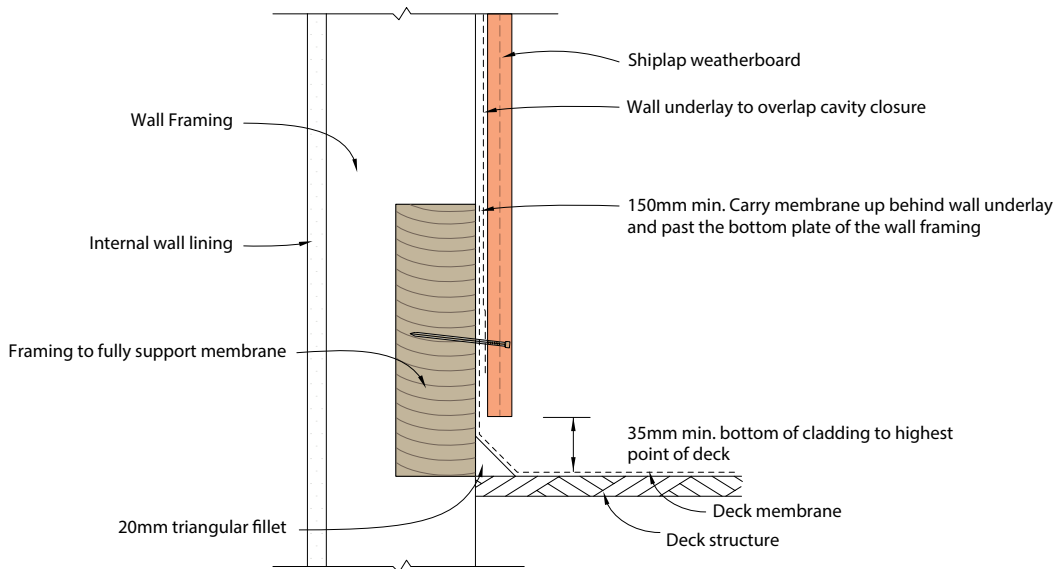 Shiplap weatherboard
Wall underlay to overlap cavity closure
Wall Framing
150mm min. Carry membrane up behind wall underlay
and past the bottom plate of the wall framing
Internal wall lining
Framing to fully support membrane
35mm min. bottom of cladding to highest
point of deck
Deck membrane
20mm triangular fillet
Deck structure